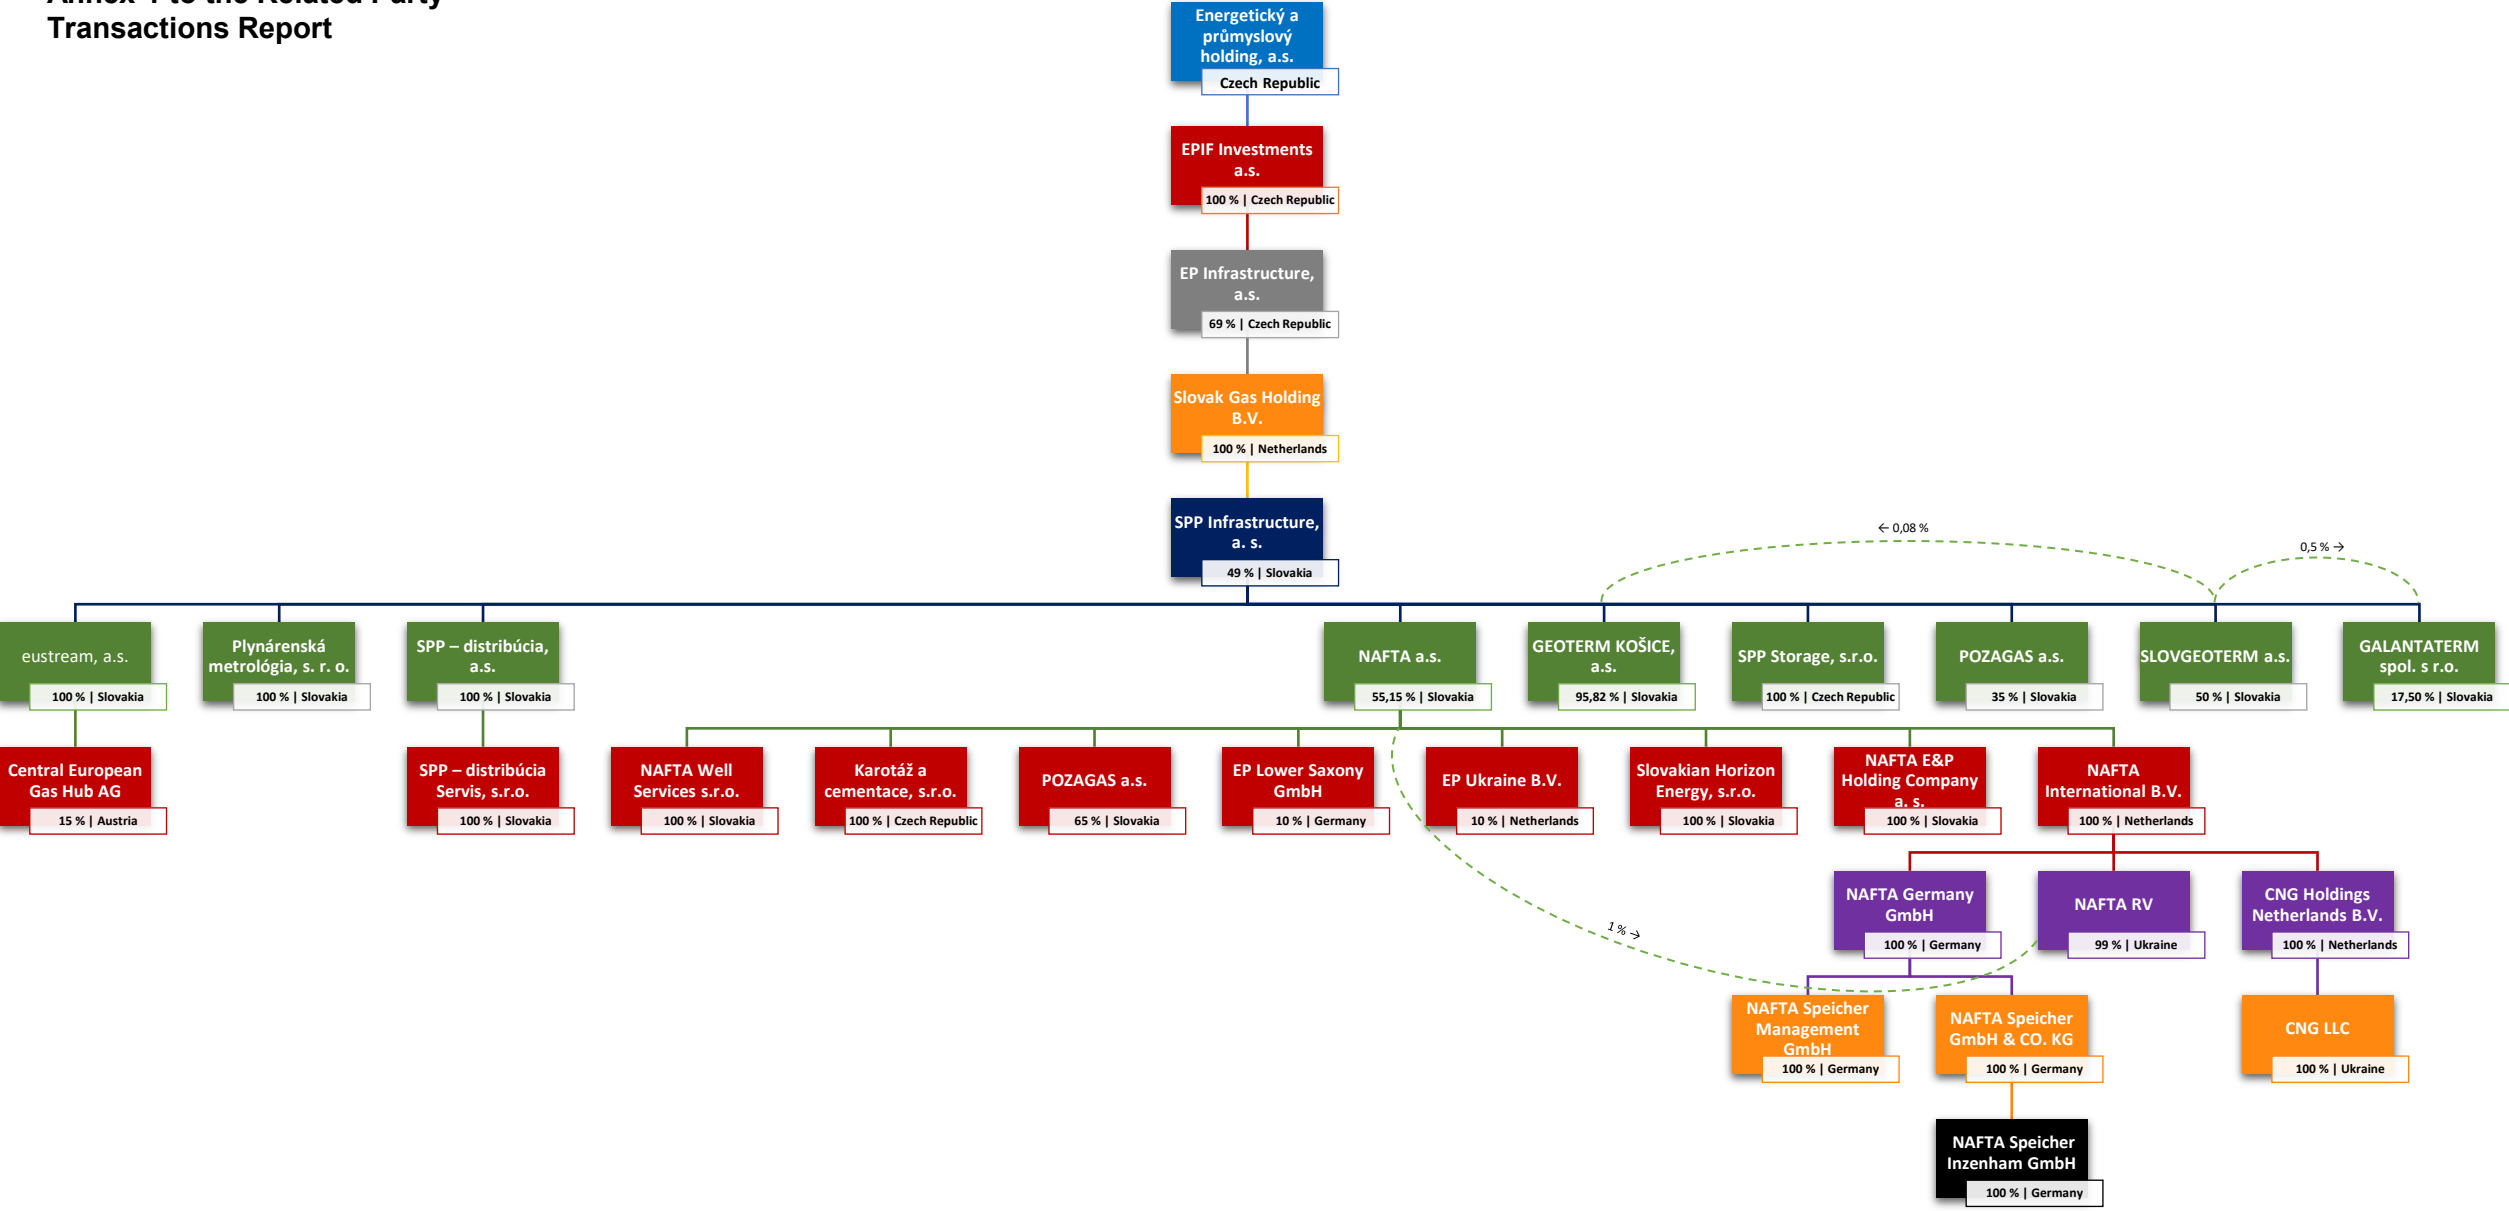 Annex 4 to the Related Party
Transactions Report
Energetický a
průmyslový
holding, a.s.
Czech Republic
EPIF Investments
a.s.
100 % | Czech Republic
EP Infrastructure,
a.s.
69 % | Czech Republic
Slovak Gas Holding
B.V.
100 % | Netherlands
SPP Infrastructure,
a. s.
49 % | Slovakia
← 0,08 %
0,5 % →
eustream, a.s.
100 % | Slovakia
Plynárenská
metrológia, s. r. o.
100 % | Slovakia
SPP – distribúcia,
a.s.
100 % | Slovakia
NAFTA a.s.
55,15 % | Slovakia
GEOTERM KOŠICE,
a.s.
95,82 % | Slovakia
SPP Storage, s.r.o.
100 % | Czech Republic
POZAGAS a.s.
35 % | Slovakia
SLOVGEOTERM a.s.
50 % | Slovakia
GALANTATERM
spol. s r.o.
17,50 % | Slovakia
Central European
Gas Hub AG
15 % | Austria
SPP – distribúcia
Servis, s.r.o.
100 % | Slovakia
NAFTA Well
Services s.r.o.
100 % | Slovakia
Karotáž a
cementace, s.r.o.
100 % | Czech Republic
POZAGAS a.s.
65 % | Slovakia
EP Lower Saxony
GmbH
10 % | Germany
EP Ukraine B.V.
10 % | Netherlands
Slovakian Horizon
Energy, s.r.o.
100 % | Slovakia
NAFTA E&P
Holding Company
a. s.
100 % | Slovakia
NAFTA
International B.V.
100 % | Netherlands
1 % →
NAFTA Germany
GmbH
100 % | Germany
NAFTA RV
99 % | Ukraine
CNG Holdings
Netherlands B.V.
100 % | Netherlands
NAFTA Speicher
Management
GmbH
100 % | Germany
NAFTA Speicher
GmbH & CO. KG
100 % | Germany
CNG LLC
100 % | Ukraine
NAFTA Speicher
Inzenham GmbH
100 % | Germany